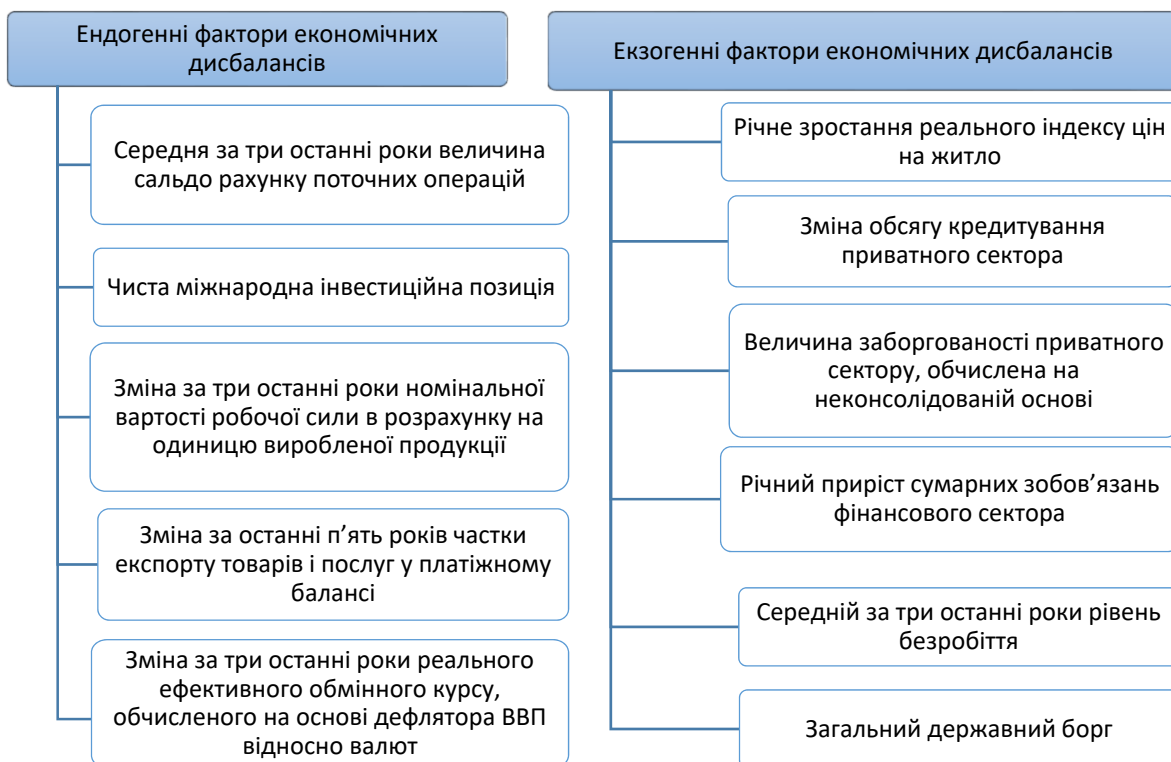 Ендогенні фактори економічних
дисбалансів
Середня за три останні роки величина
сальдо рахунку поточних операцій
Чиста міжнародна інвестиційна позиція
Зміна за три останні роки номінальної
вартості робочої сили в розрахунку на
одиницю виробленої продукції
Зміна за останні п’ять років частки
експорту товарів і послуг у платіжному
балансі
Зміна за три останні роки реального
ефективного обмінного курсу,
обчисленого на основі дефлятора ВВП
відносно валют
Екзогенні фактори економічних дисбалансів
Річне зростання реального індексу цін
на житло
Зміна обсягу кредитування
приватного сектора
Величина заборгованості приватного
сектору, обчислена на
неконсолідованій основі
Річний приріст сумарних зобов’язань
фінансового сектора
Середній за три останні роки рівень
безробіття
Загальний державний борг